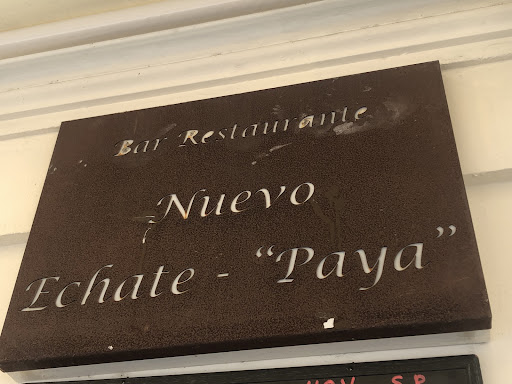 Bar Restaurante
Nuevo
Echate - "Paya"